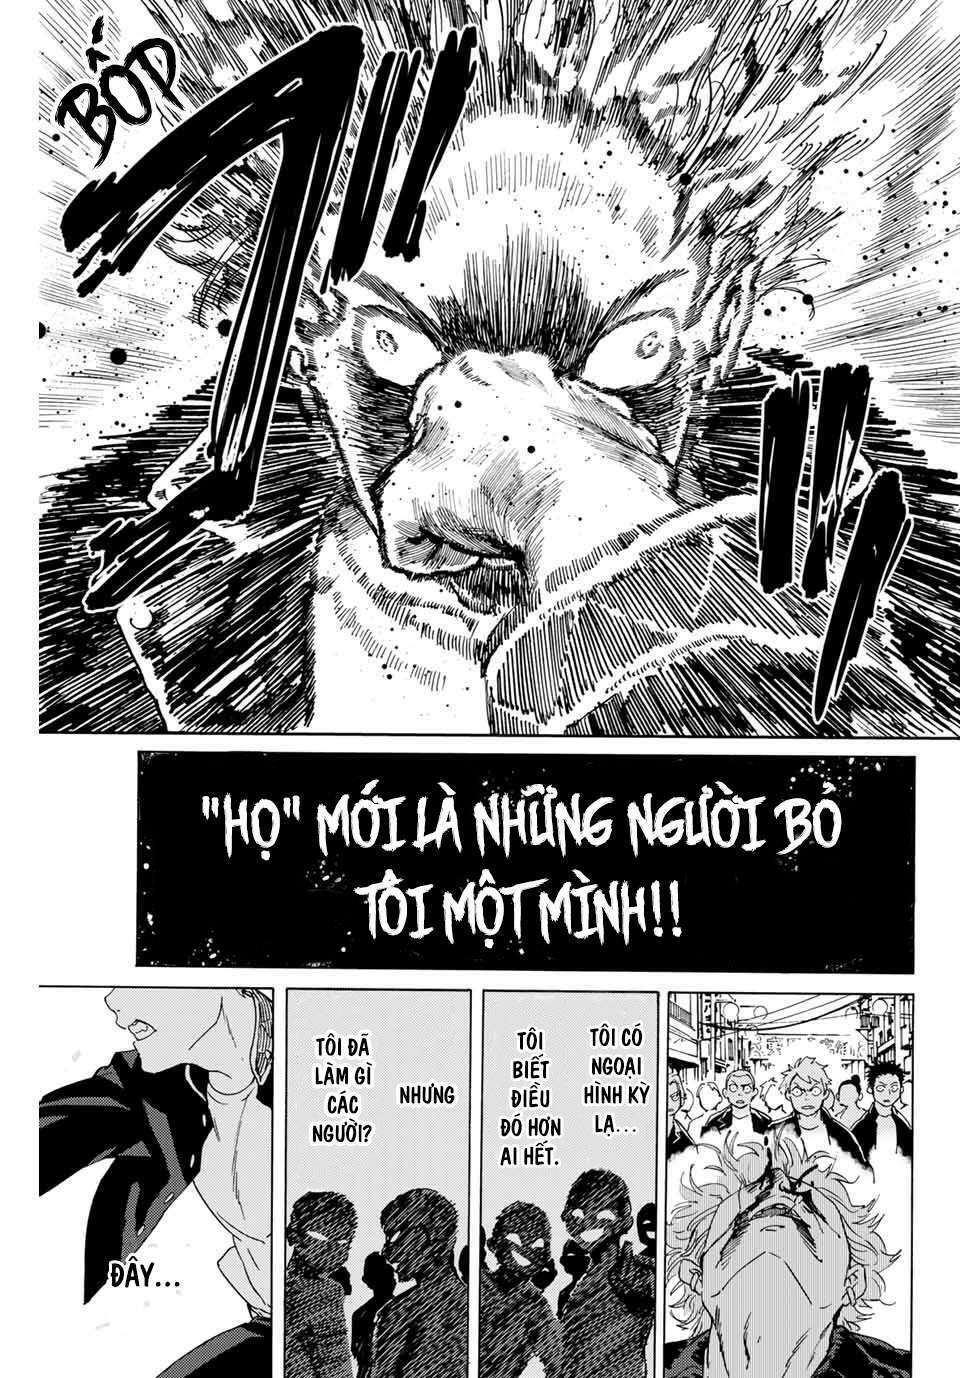 BỐP
"HỌ" MỚI LÀ NHỮNG NGƯỜI BỎ
TÔI MỘT MÌNH!!
TÔI CÓ
NGOẠI
HÌNH KỲ
LẠ...
TÔI
BIẾT
ĐIỀU
ĐÓ HƠN
AI HẾT.
NHƯNG
TÔI ĐÃ
LÀM GÌ
CÁC
NGƯỜI?
ĐÂY...